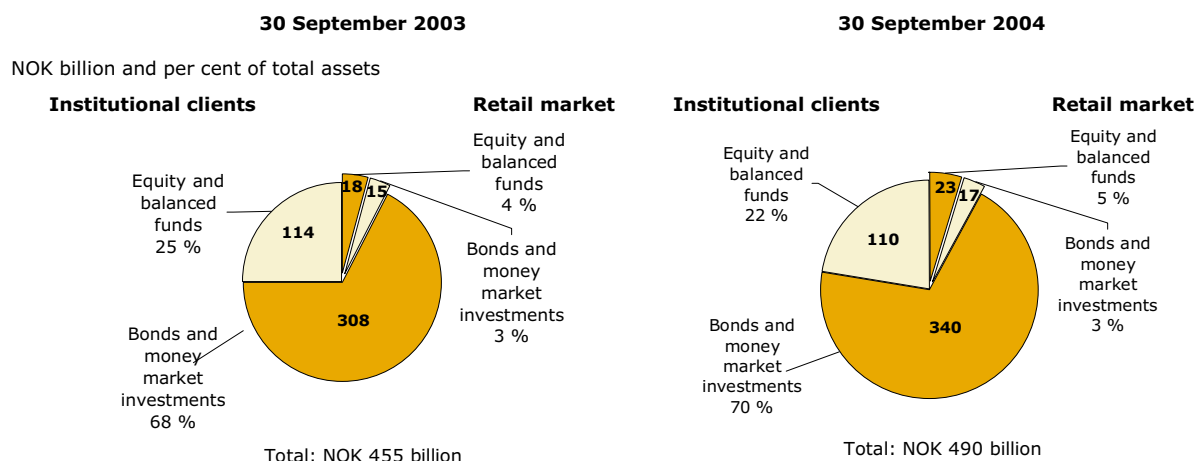 30 September 2003
30 September 2004
NOK billion and per cent of total assets
Institutional clients
Retail market
Equity and
balanced
funds
4 %
Equity and
balanced
funds
25 %
18
15
114
308
Bonds and
money
market
investments
3 %
Bonds and
money
market
investments
68 %
Total: NOK 455 billion
Institutional clients
Retail market
Equity and
balanced
funds
5 %
Equity and
balanced
funds
22 %
23
17
110
340
Bonds and
money
market
investments
3 %
Bonds and
money
market
investments
70 %
Total: NOK 490 billion